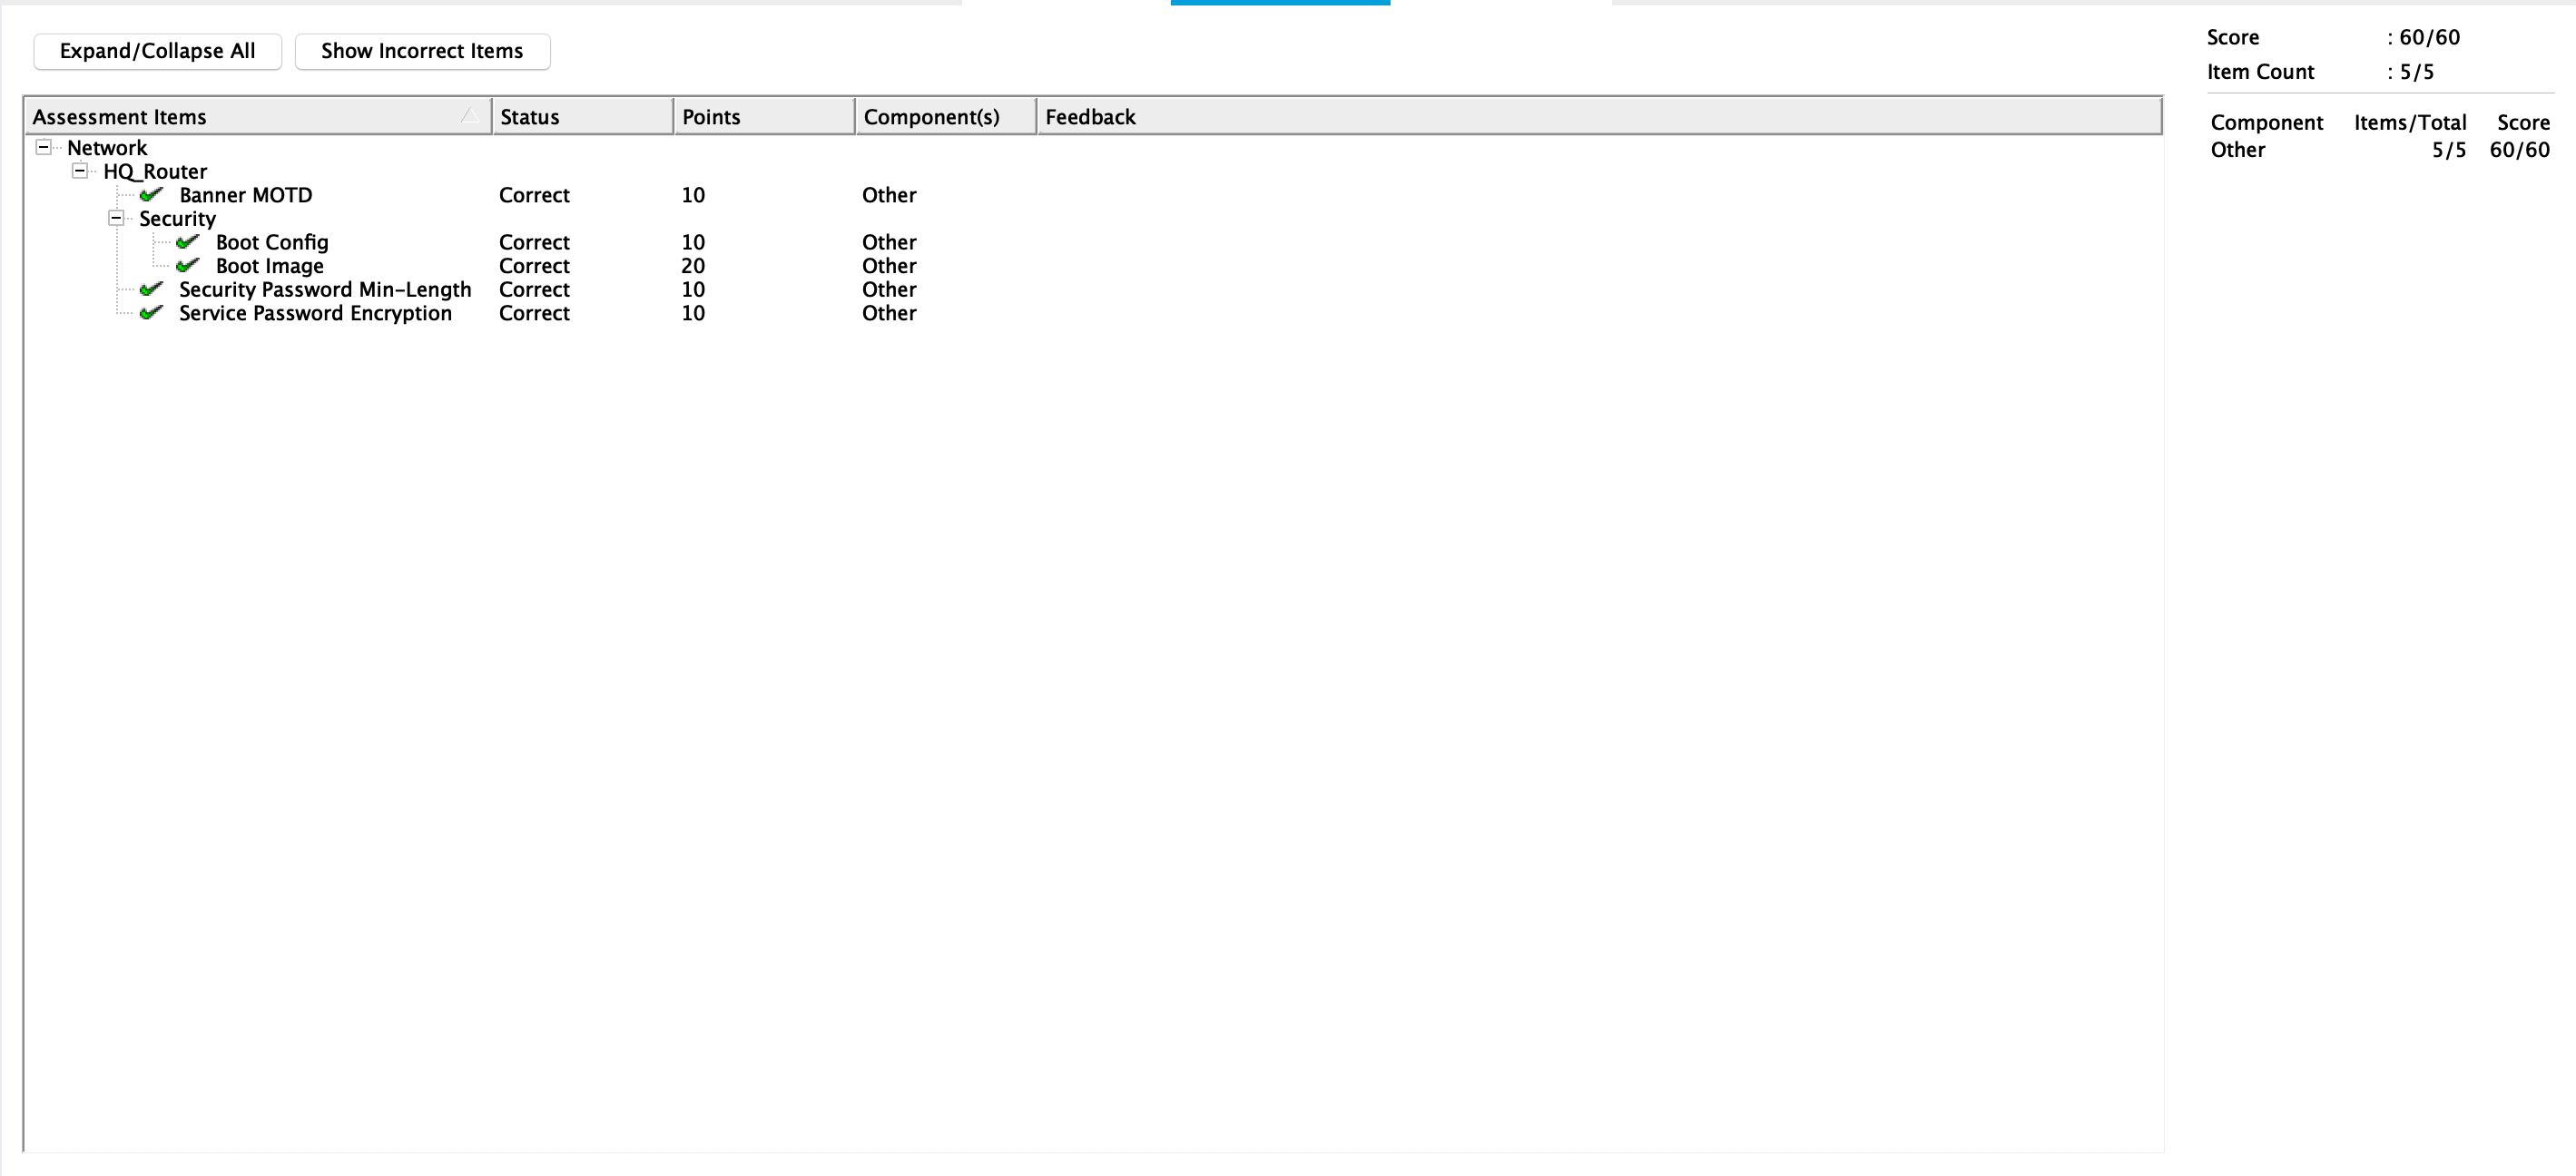 Expand/Collapse All Show Incorrect Items
Score : 60/60
Item Count : 5/5
Component Items/Total Score
Other 5/5 60/60
Assessment Items Status Points Component(s) Feedback
Network
HQ_Router
Banner MOTD Correct 10 Other
Security
Boot Config Correct 10 Other
Boot Image Correct 20 Other
Security Password Min-Length Correct 10 Other
Service Password Encryption Correct 10 Other